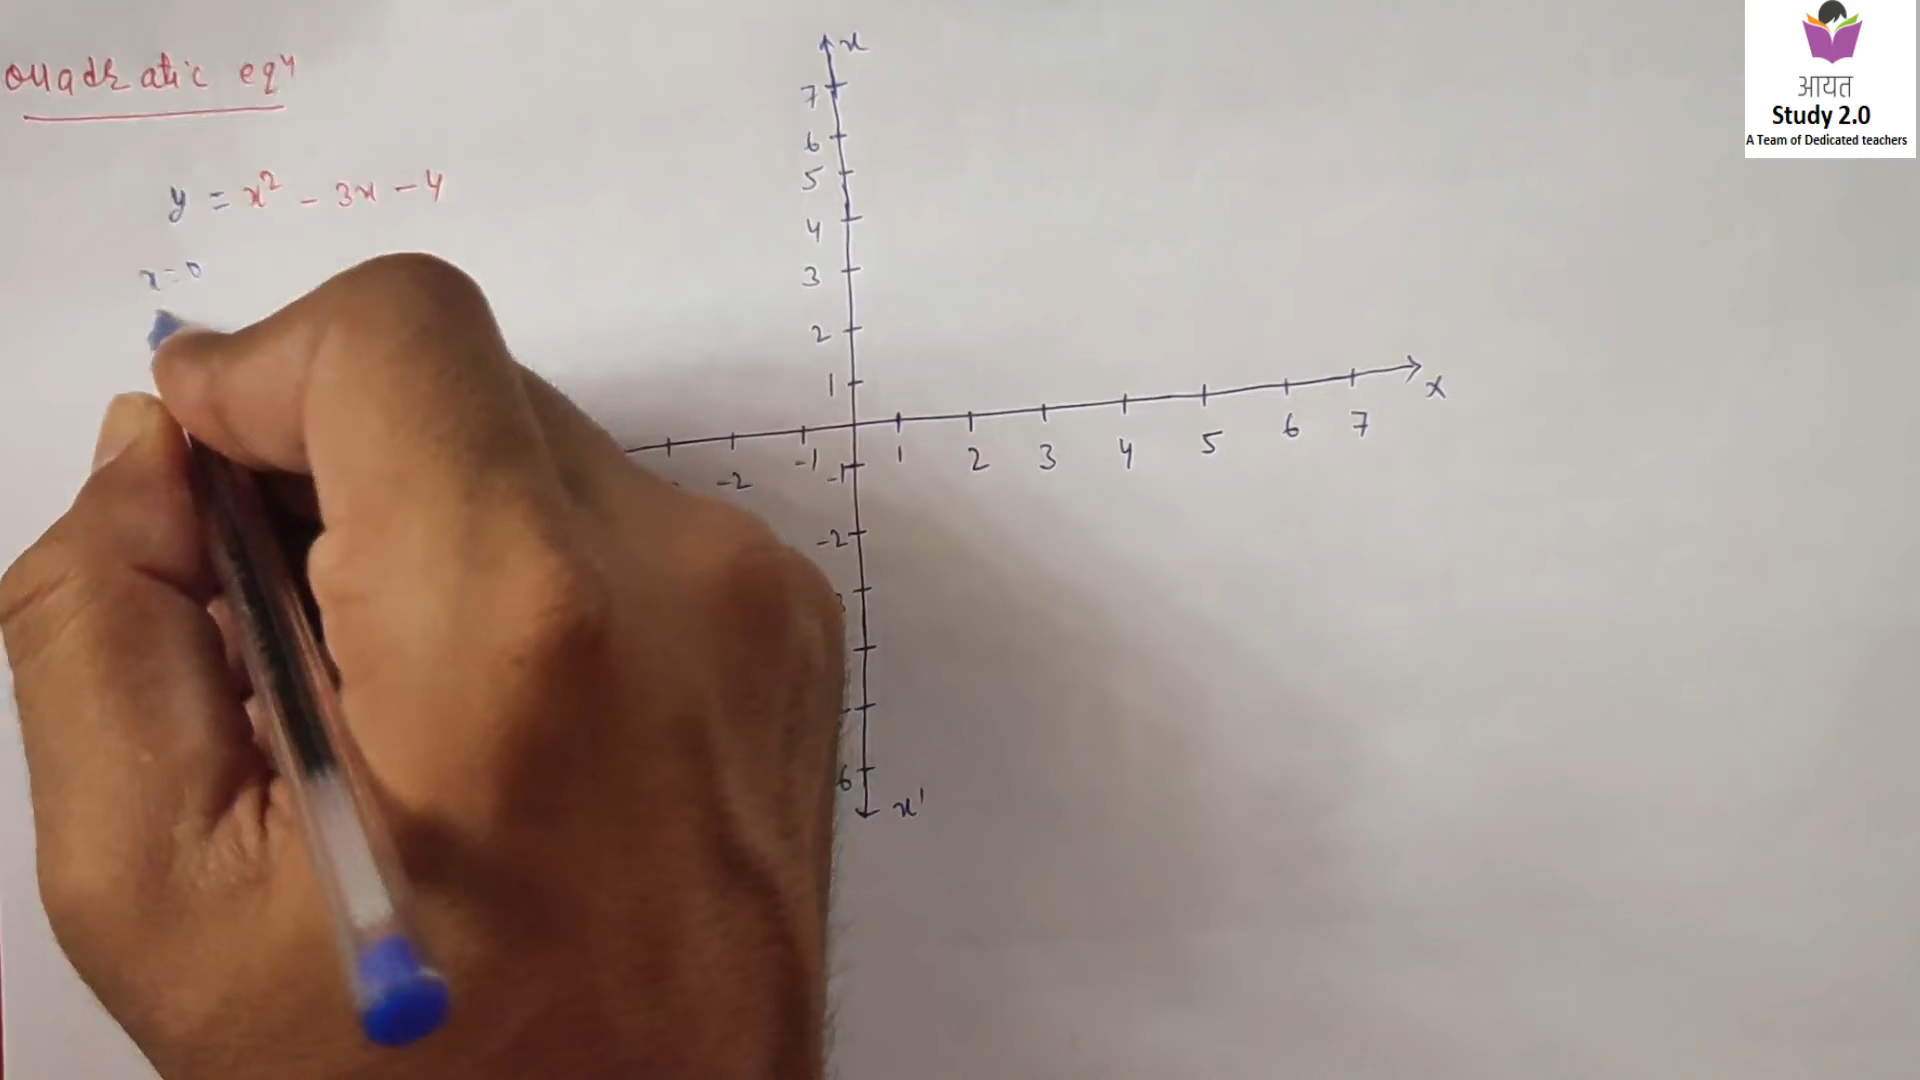 Quadratic eqn
y = x² - 3x - 4
x = 0
x
7
6
5
4
3
2
1
-2 -1 1 2 3 4 5 6 7 x
-1
-2
3
6
x'
आयत
Study 2.0
A Team of Dedicated teachers